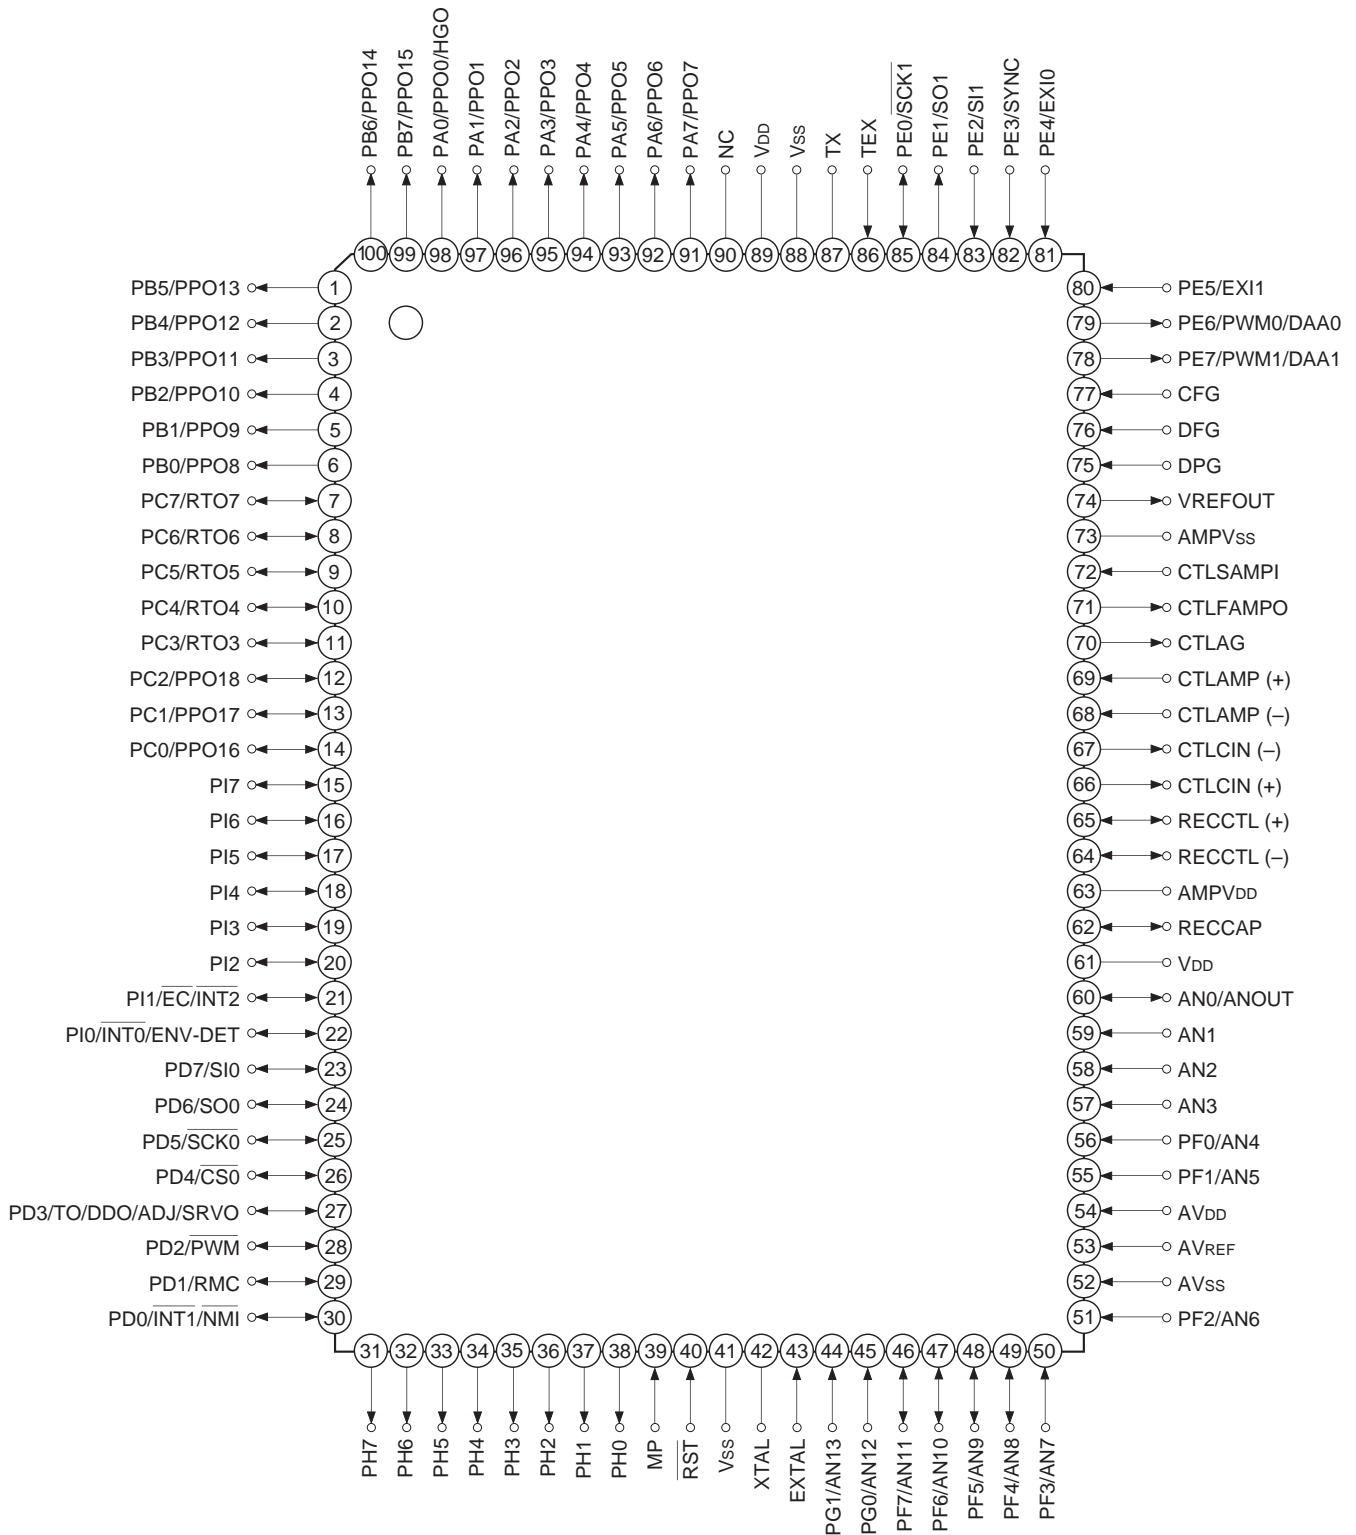 PB6/PPO14
PB7/PPO15
PA0/PPO0/HGO
PA1/PPO1
PA2/PPO2
PA3/PPO3
PA4/PPO4
PA5/PPO5
PA6/PPO6
PA7/PPO7
NC
VDD
Vss
TX
TEX
PE0/SCK1
PE1/SO1
PE2/SI1
PE3/SYNC
PE4/EXI0
100 99 98 97 96 95 94 93 92 91 90 89 88 87 86 85 84 83 82 81
PB5/PPO13 1
PB4/PPO12 2
PB3/PPO11 3
PB2/PPO10 4
PB1/PPO9 5
PB0/PPO8 6
PC7/RTO7 7
PC6/RTO6 8
PC5/RTO5 9
PC4/RTO4 10
PC3/RTO3 11
PC2/PPO18 12
PC1/PPO17 13
PC0/PPO16 14
PI7 15
PI6 16
PI5 17
PI4 18
PI3 19
PI2 20
PI1/EC/INT2 21
PI0/INT0/ENV-DET 22
PD7/SI0 23
PD6/SO0 24
PD5/SCK0 25
PD4/CS0 26
PD3/TO/DDO/ADJ/SRVO 27
PD2/PWM 28
PD1/RMC 29
PD0/INT1/NMI 30
80 PE5/EXI1
79 PE6/PWM0/DAA0
78 PE7/PWM1/DAA1
77 CFG
76 DFG
75 DPG
74 VREFOUT
73 AMPVss
72 CTLSAMPI
71 CTLFAMPO
70 CTLAG
69 CTLAMP (+)
68 CTLAMP (–)
67 CTLCIN (–)
66 CTLCIN (+)
65 RECCTL (+)
64 RECCTL (–)
63 AMPVDD
62 RECCAP
61 VDD
60 AN0/ANOUT
59 AN1
58 AN2
57 AN3
56 PF0/AN4
55 PF1/AN5
54 AVDD
53 AVREF
52 AVss
51 PF2/AN6
31 32 33 34 35 36 37 38 39 40 41 42 43 44 45 46 47 48 49 50
PH7
PH6
PH5
PH4
PH3
PH2
PH1
PH0
MP
RST
Vss
XTAL
EXTAL
PG1/AN13
PG0/AN12
PF7/AN11
PF6/AN10
PF5/AN9
PF4/AN8
PF3/AN7